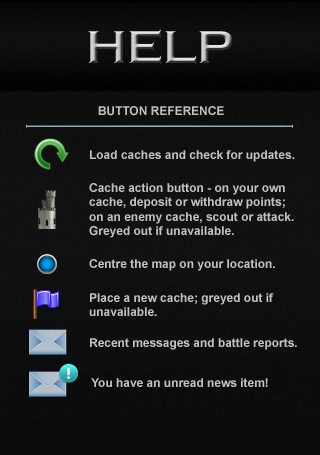 HELP
BUTTON REFERENCE
Load caches and check for updates.
Cache action button - on your own
cache, deposit or withdraw points;
on an enemy cache, scout or attack.
Greyed out if unavailable.
Centre the map on your location.
Place a new cache; greyed out if
unavailable.
Recent messages and battle reports.
!
You have an unread news item!